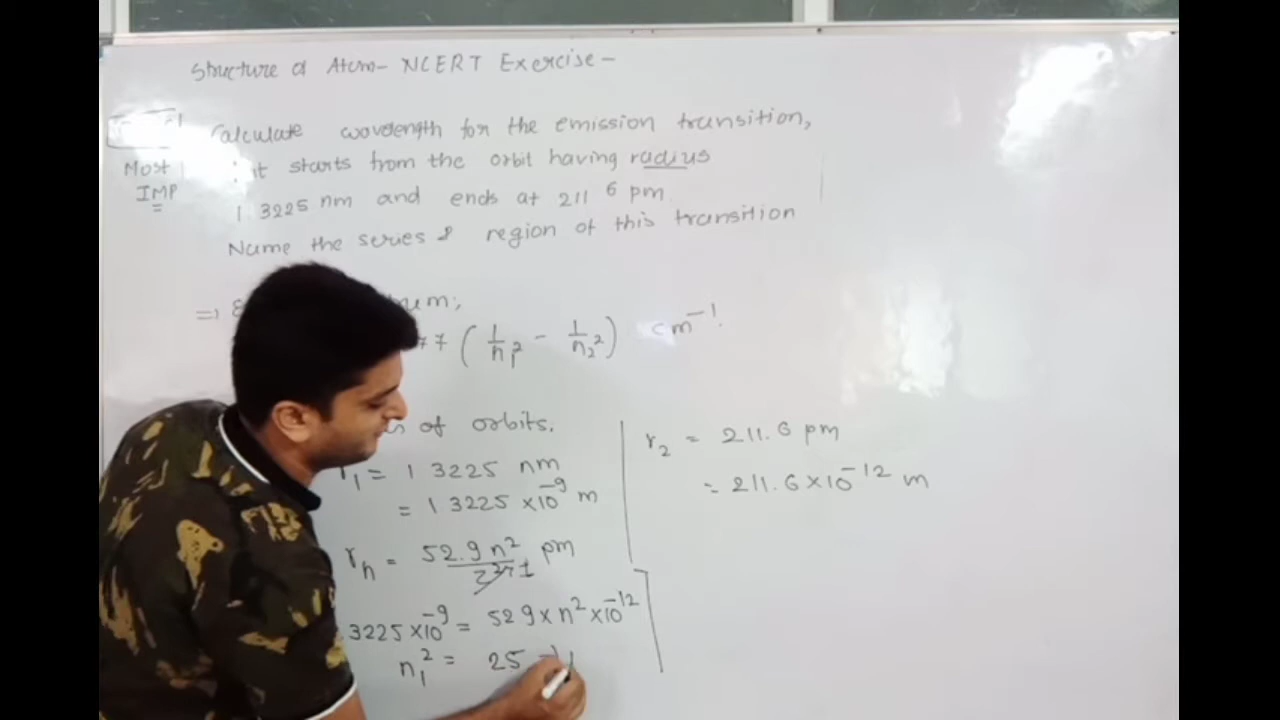 Structure of Atom- NCERT Exercise-
Calculate wavelength for the emission transition,
Most
it starts from the orbit having radius
IMP
1.3225 nm and ends at 211.6 pm.
Name the series & region of this transition
(1/n₁² - 1/n₂²) cm⁻¹.
of orbits.
r₁ = 1.3225 nm
= 1.3225 ×10⁻⁹ m
rₙ = 52.9 n²/Z pm
3225×10⁻⁹ = 52.9 × n² × 10⁻¹²
n₁² = 25
r₂ = 211.6 pm
= 211.6×10⁻¹² m